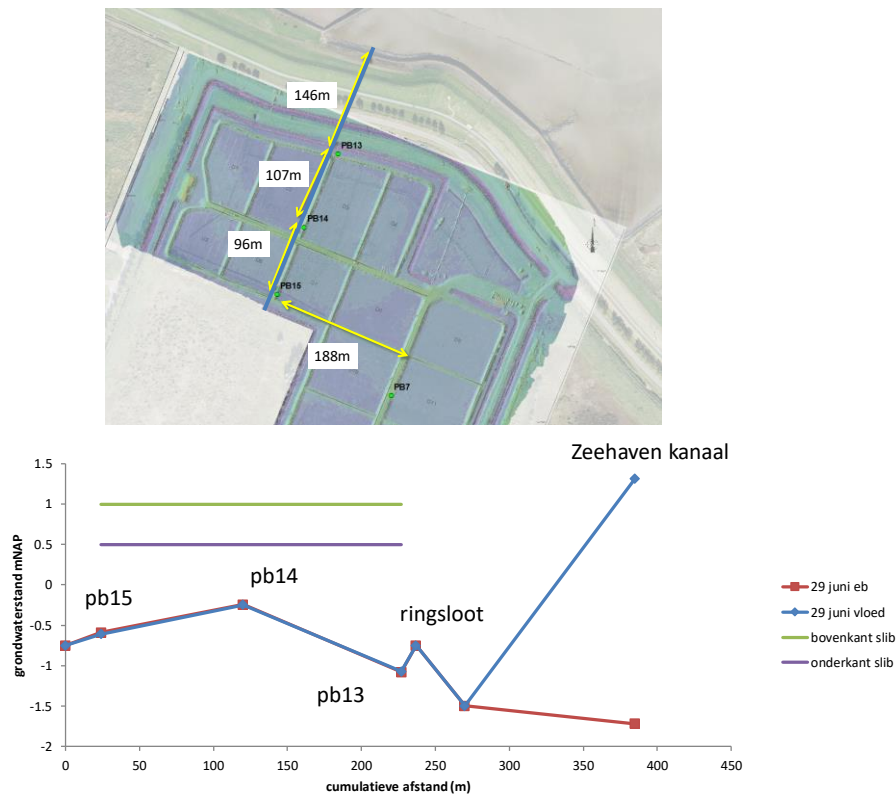 146m
PB13
107m
PB14
96m
PB15
188m
PB7
Zeehaven kanaal
1.5
1
0.5
0
-0.5
-1
-1.5
-2
grondwaterstand mNAP
pb15
pb14
ringsloot
pb13
0
50
100
150
200
250
300
350
400
450
cumulatieve afstand (m)
29 juni eb
29 juni vloed
bovenkant slib
onderkant slib